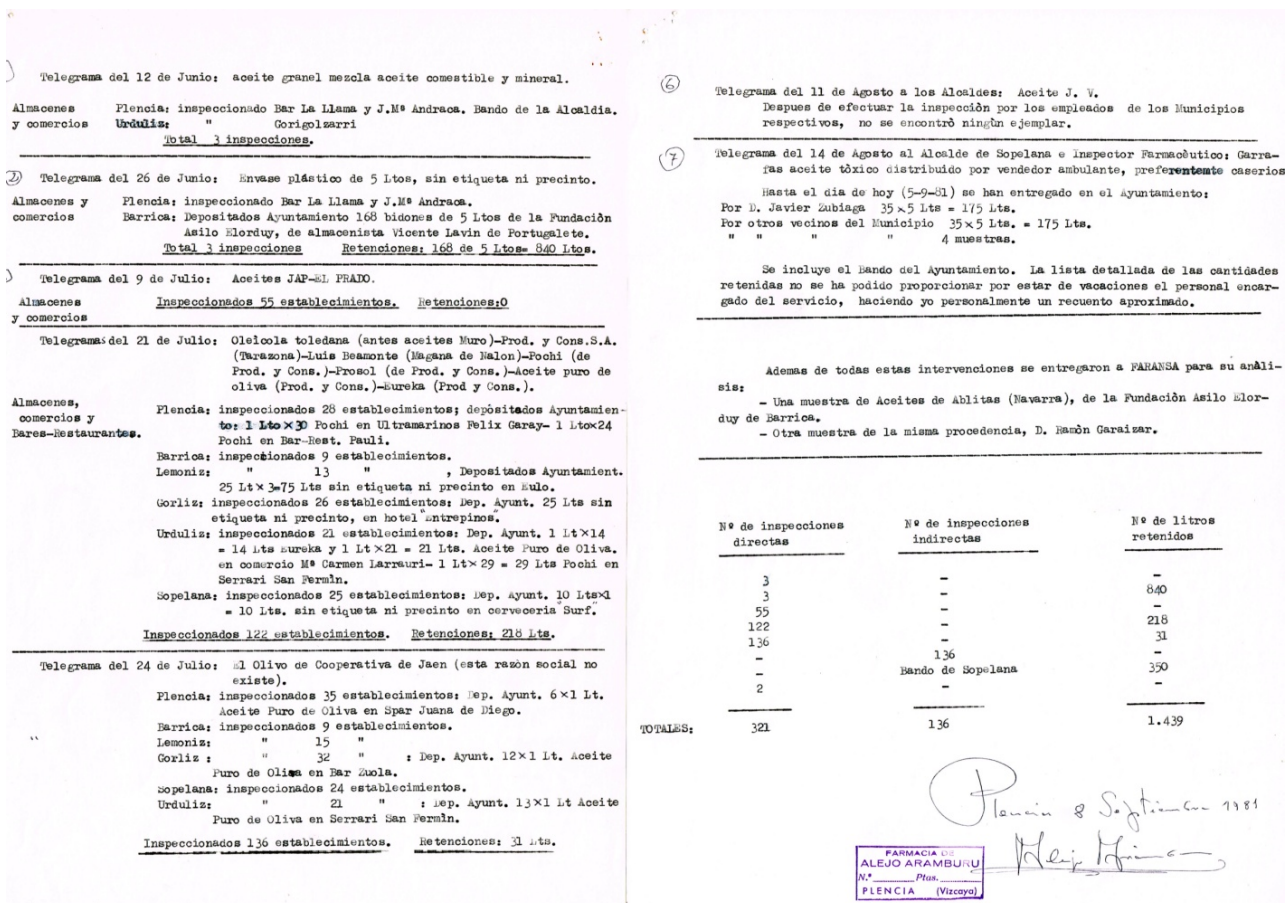 Telegrama del 12 de Junio: aceite granel mezcla aceite comestible y mineral.
Almacenes y comercios
Plencia: inspeccionado Bar La Llama y J.Mª Andraca. Bando de la Alcaldia.
Urduliz: " Gorigolzarri
Total 3 inspecciones.
2) Telegrama del 26 de Junio: Envase plástico de 5 Ltos, sin etiqueta ni precinto.
Almacenes y comercios
Plencia: inspeccionado Bar La Llama y J.Mª Andraca.
Barrica: Depositados Ayuntamiento 168 bidones de 5 Ltos de la Fundaciòn
Asilo Elorduy, de almacenista Vicente Lavin de Portugalete.
Total 3 inspecciones Retenciones: 168 de 5 Ltos= 840 Ltos.
) Telegrama del 9 de Julio: Aceites JAP-EL PRADO.
Almacenes y comercios
Inspeccionados 55 establecimientos. Retenciones:0
Telegramas del 21 de Julio: Oleìcola toledana (antes aceites Muro)-Prod. y Cons.S.A.
(Tarazona)-Luis Beamonte (Magana de Nalon)-Pochi (de
Prod. y Cons.)-Prosol (de Prod. y Cons.)-Aceite puro de
oliva (Prod. y Cons.)-Eureka (Prod y Cons.).
Almacenes, comercios y Bares-Restaurantes.
Plencia: inspeccionados 28 establecimientos; depòsitados Ayuntamien-
to: 1 Lto×30 Pochi en Ultramarinos Felix Garay- 1 Lto×24
Pochi en Bar-Rest. Pauli.
Barrica: inspeccionados 9 establecimientos.
Lemoniz: " 13 " , Depositados Ayuntamient.
25 Lt× 3=75 Lts sin etiqueta ni precinto en Eulo.
Gorliz: inspeccionados 26 establecimientos: Dep. Ayunt. 25 Lts sin
etiqueta ni precinto, en hotel "Entrepinos".
Urduliz: inspeccionados 21 establecimientos: Dep. Ayunt. 1 Lt×14
= 14 Lts Eureka y 1 Lt×21 = 21 Lts. Aceite Puro de Oliva.
en comercio Mª Carmen Larrauri- 1 Lt× 29 = 29 Lts Pochi en
Serrari San Fermin.
Sopelana: inspeccionados 25 establecimientos: Dep. Ayunt. 10 Lts×1
= 10 Lts. sin etiqueta ni precinto en cerveceria "Surf."
Inspeccionados 122 establecimientos. Retenciones: 218 Lts.
Telegrama del 24 de Julio: El Olivo de Cooperativa de Jaen (esta razón social no
existe).
Plencia: inspeccionados 35 establecimientos: Dep. Ayunt. 6×1 Lt.
Aceite Puro de Oliva en Spar Juana de Diego.
Barrica: inspeccionados 9 establecimientos.
Lemoniz: " 15 "
Gorliz : " 32 " : Dep. Ayunt. 12×1 Lt. Aceite
Puro de Oliva en Bar Zuola.
Sopelana: inspeccionados 24 establecimientos.
Urduliz: " 21 " : Dep. Ayunt. 13×1 Lt Aceite
Puro de Oliva en Serrari San Fermin.
Inspeccionados 136 establecimientos. Retenciones: 31 Lts.
6 Telegrama del 11 de Agosto a los Alcaldes: Aceite J. V.
Despues de efectuar la inspecciòn por los empleados de los Municipios
respectivos, no se encontrò ningùn ejemplar.
7 Telegrama del 14 de Agosto al Alcalde de Sopelana e Inspector Farmacèutico: Garra-
fas aceite tòxico distribuido por vendedor ambulante, preferentemte caserios
Hasta el dia de hoy (5-9-81) se han entregado en el Ayuntamiento:
Por D. Javier Zubiaga 35×5 Lts = 175 Lts.
Por otros vecinos del Municipio 35×5 Lts. = 175 Lts.
" " " " 4 muestras.
Se incluye el Bando del Ayuntamiento. La lista detallada de las cantidades
retenidas no se ha podido proporcionar por estar de vacaciones el personal encar-
gado del servicio, haciendo yo personalmente un recuento aproximado.
Ademas de todas estas intervenciones se entregaron a FARANSA para su anàli-
sis:
- Una muestra de Aceites de Ablitas (Navarra), de la Fundaciòn Asilo Elor-
duy de Barrica.
- Otra muestra de la misma procedencia, D. Ramòn Garaizar.
Nº de inspecciones directas Nº de inspecciones indirectas Nº de litros retenidos
3 - -
3 - 840
55 - -
122 - 218
136 - 31
- 136 -
- Bando de Sopelana 350
2 - -
TOTALES: 321 136 1.439
Plencia 8 Septiembre 1981
FARMACIA DE
ALEJO ARAMBURU
N.º Ptas.
PLENCIA (Vizcaya)